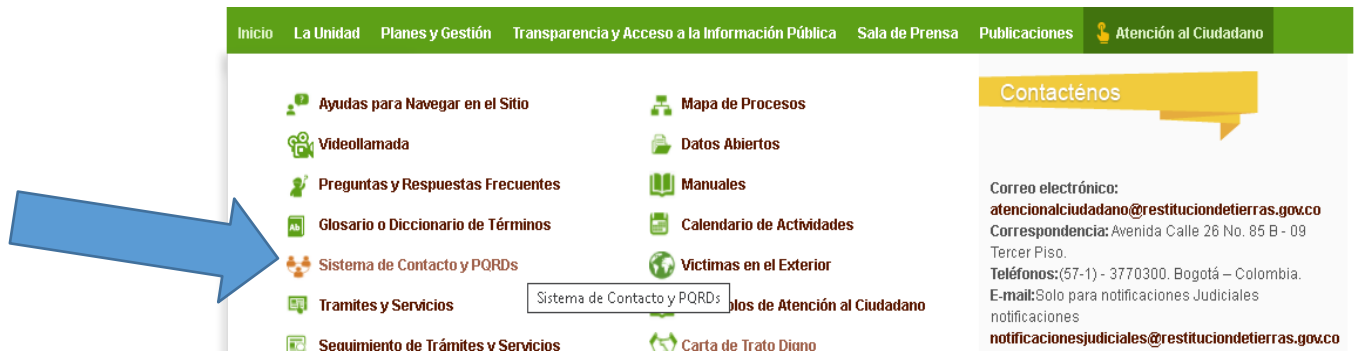 Inicio La Unidad Planes y Gestión Transparencia y Acceso a la Información Pública Sala de Prensa Publicaciones Atención al Ciudadano
Ayudas para Navegar en el Sitio
Videollamada
Preguntas y Respuestas Frecuentes
Glosario o Diccionario de Términos
Sistema de Contacto y PQRDs
Tramites y Servicios
Seguimiento de Trámites y Servicios
Sistema de Contacto y PQRDs
Mapa de Procesos
Datos Abiertos
Manuales
Calendario de Actividades
Victimas en el Exterior
de Atención al Ciudadano
Carta de Trato Digno
Contacténos
Correo electrónico:
atencionalciudadano@restituciondetierras.gov.co
Correspondencia: Avenida Calle 26 No. 85 B - 09
Tercer Piso.
Teléfonos:(57-1) - 3770300. Bogotá – Colombia.
E-mail:Solo para notificaciones Judiciales
notificaciones
notificacionesjudiciales@restituciondetierras.gov.co